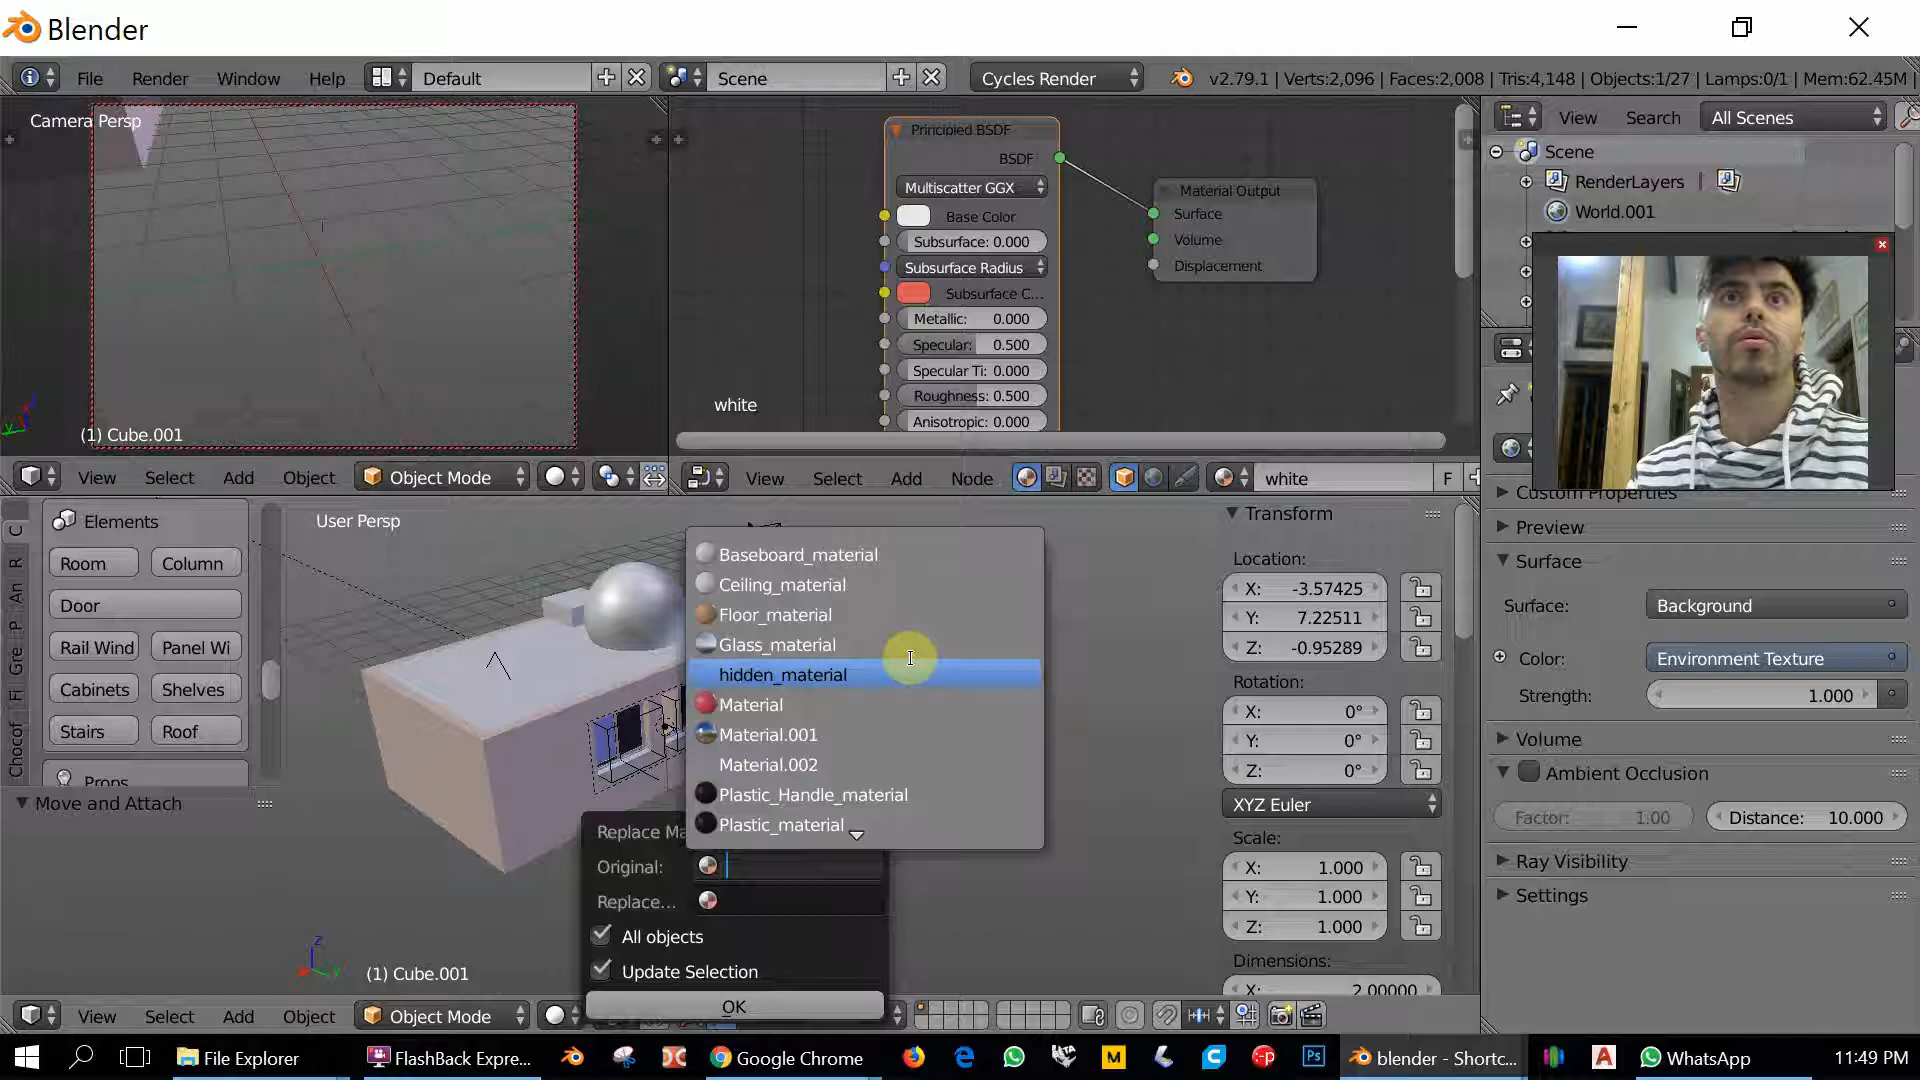 Blender
File Render Window Help Default Scene Cycles Render v2.79.1 | Verts:2,096 | Faces:2,008 | Tris:4,148 | Objects:1/27 | Lamps:0/1 | Mem:62.45M |
Camera Persp
(1) Cube.001
View Select Add Object Object Mode
Principled BSDF
BSDF
Multiscatter GGX
Base Color
Subsurface: 0.000
Subsurface Radius
Subsurface C...
Metallic: 0.000
Specular: 0.500
Specular Ti: 0.000
Roughness: 0.500
Anisotropic: 0.000
Material Output
Surface
Volume
Displacement
white
View Select Add Node white F
View Search All Scenes
Scene
RenderLayers |
World.001
Custom Properties
Preview
Surface
Surface: Background
Color: Environment Texture
Strength: 1.000
Volume
Ambient Occlusion
Factor: 1.00 Distance: 10.000
Ray Visibility
Settings
C
R
An
P
Gre
Fi
Chocof
Elements
Room Column
Door
Rail Wind Panel Wi
Cabinets Shelves
Stairs Roof
Props
Move and Attach
User Persp
Baseboard_material
Ceiling_material
Floor_material
Glass_material
hidden_material
Material
Material.001
Material.002
Plastic_Handle_material
Plastic_material
Replace Ma
Original:
Replace...
All objects
Update Selection
OK
(1) Cube.001
Transform
Location:
X: -3.57425
Y: 7.22511
Z: -0.95289
Rotation:
X: 0°
Y: 0°
Z: 0°
XYZ Euler
Scale:
X: 1.000
Y: 1.000
Z: 1.000
Dimensions:
X: 2.00000
View Select Add Object Object Mode
File Explorer FlashBack Expre... Google Chrome blender - Shortc... WhatsApp 11:49 PM